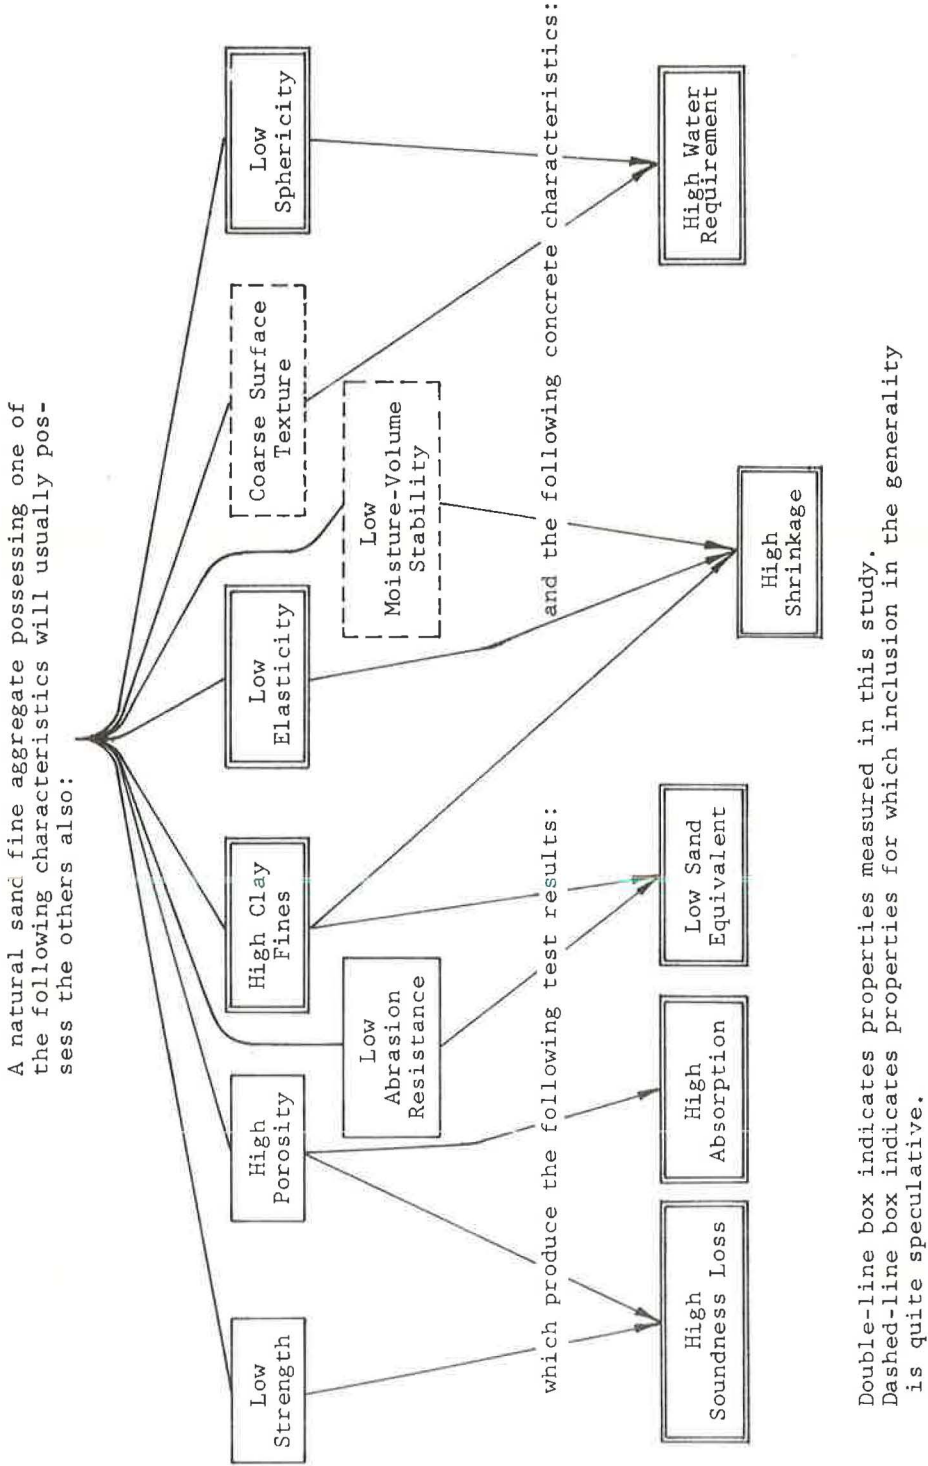 A natural sand fine aggregate possessing one of
the following characteristics will usually pos-
sess the others also:
Low
Strength
High
Porosity
Low
Abrasion
Resistance
High Clay
Fines
Low
Elasticity
Low
Moisture-Volume
Stability
Coarse Surface
Texture
Low
Sphericity
which produce the following test results:
and the following concrete characteristics:
High
Soundness Loss
High
Absorption
Low Sand
Equivalent
High
Shrinkage
High Water
Requirement
Double-line box indicates properties measured in this study.
Dashed-line box indicates properties for which inclusion in the generality
is quite speculative.